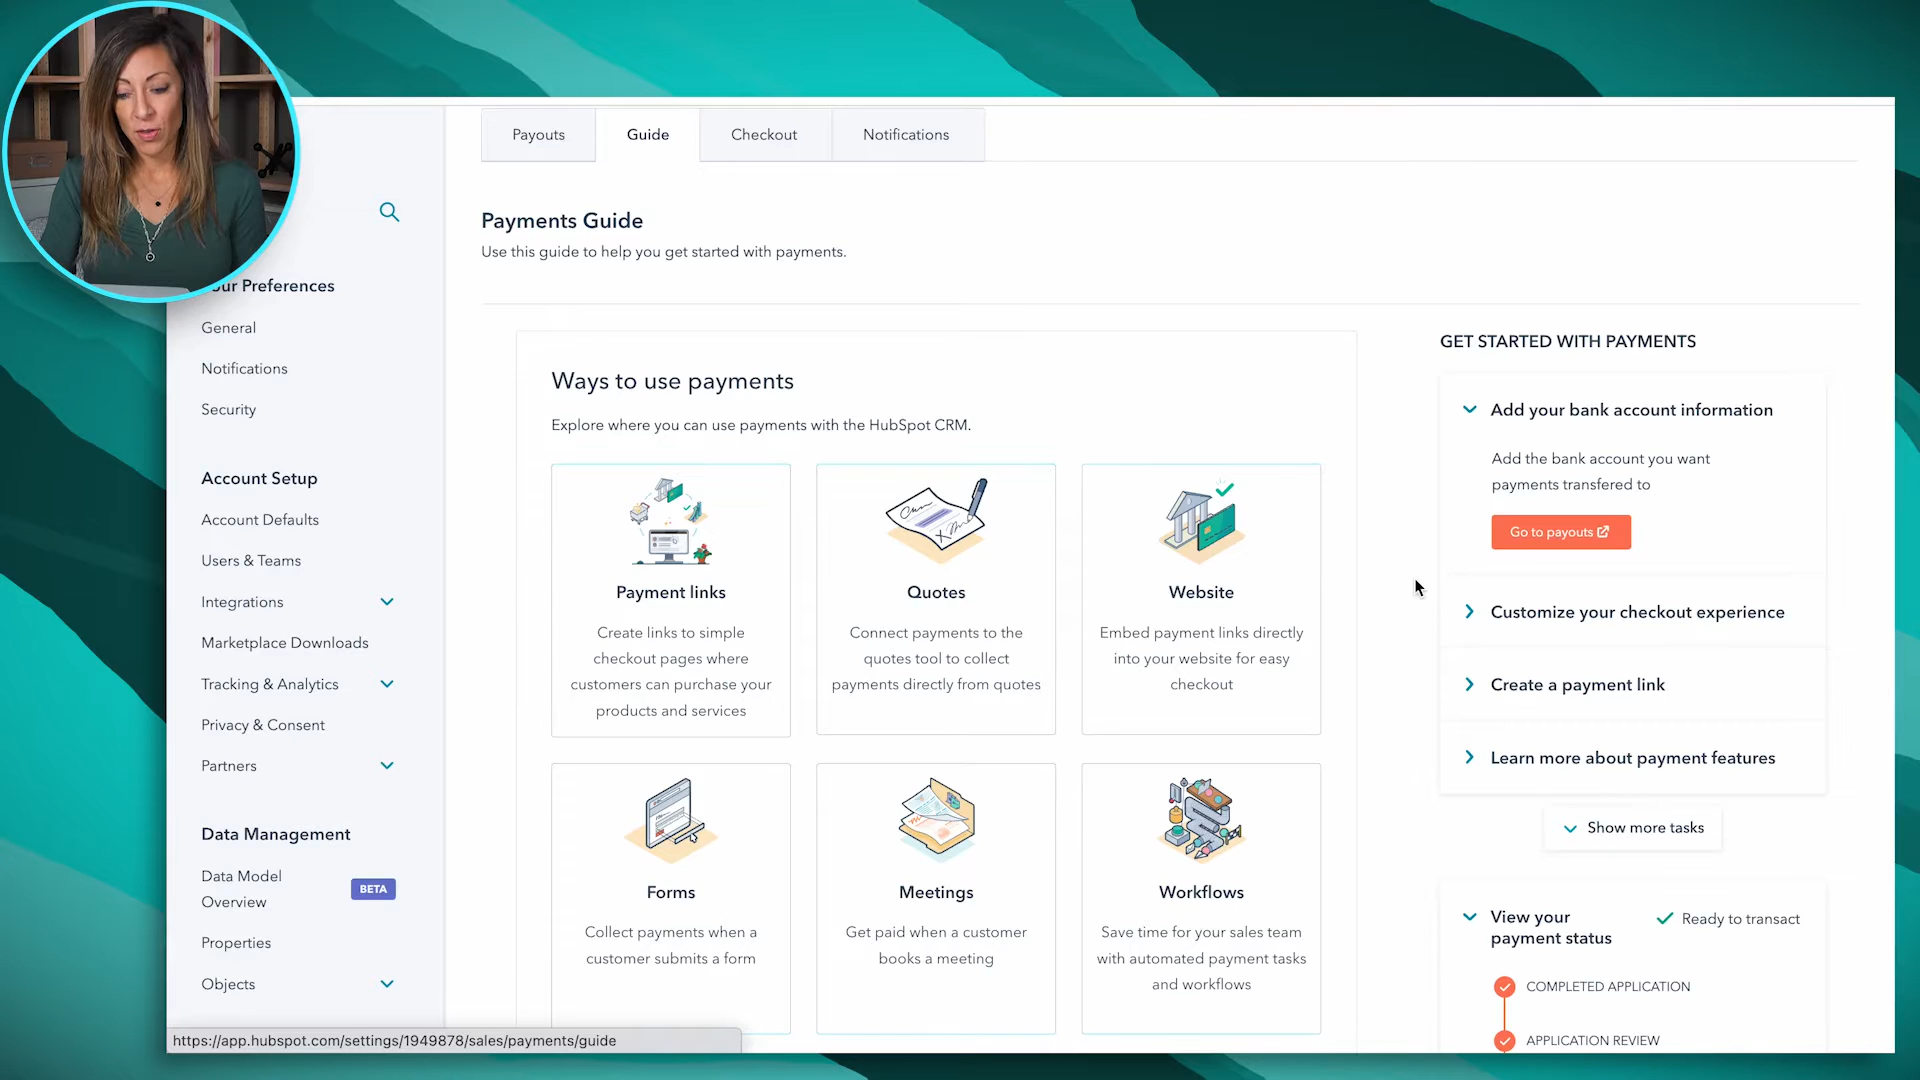 Payouts
Guide
Checkout
Notifications
Payments Guide
Use this guide to help you get started with payments.
Preferences
General
Notifications
Security
Account Setup
Account Defaults
Users & Teams
Integrations
Marketplace Downloads
Tracking & Analytics
Privacy & Consent
Partners
Data Management
Data Model
Overview
BETA
Properties
Objects
https://app.hubspot.com/settings/1949878/sales/payments/guide
Ways to use payments
Explore where you can use payments with the HubSpot CRM.
Payment links
Create links to simple
checkout pages where
customers can purchase your
products and services
Quotes
Connect payments to the
quotes tool to collect
payments directly from quotes
Website
Embed payment links directly
into your website for easy
checkout
Forms
Collect payments when a
customer submits a form
Meetings
Get paid when a customer
books a meeting
Workflows
Save time for your sales team
with automated payment tasks
and workflows
GET STARTED WITH PAYMENTS
Add your bank account information
Add the bank account you want
payments transfered to
Go to payouts
Customize your checkout experience
Create a payment link
Learn more about payment features
Show more tasks
View your
payment status
Ready to transact
COMPLETED APPLICATION
APPLICATION REVIEW